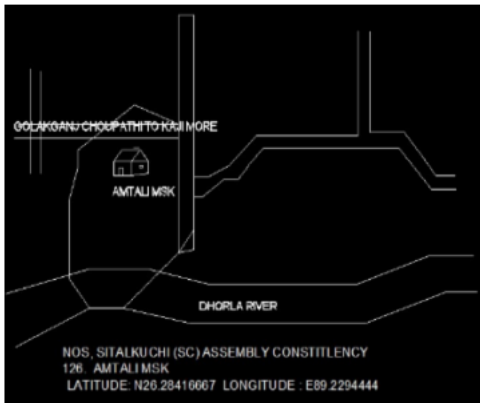 GOLAKGANJ CHOUPATHI TO KAJI MORE
AMTALI MSK
DHORLA RIVER
NOS, SITALKUCHI (SC) ASSEMBLY CONSTITLENCY
126. AMTALI MSK
LATITUDE: N26.28416667 LONGITUDE : E89.2294444